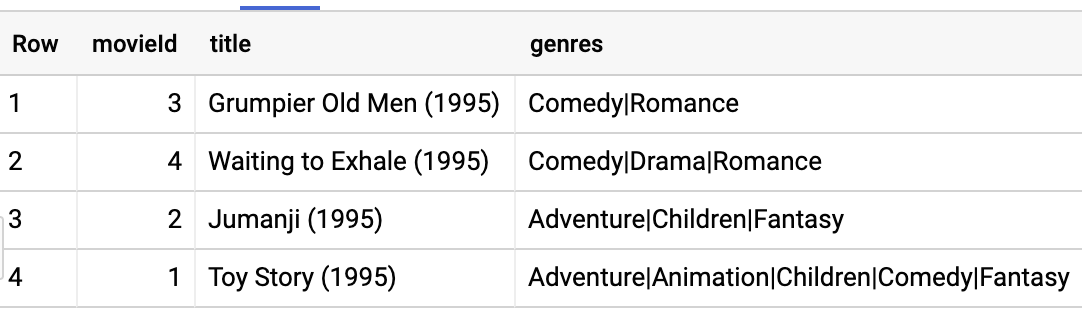 Row movieId title genres
1 3 Grumpier Old Men (1995) Comedy|Romance
2 4 Waiting to Exhale (1995) Comedy|Drama|Romance
3 2 Jumanji (1995) Adventure|Children|Fantasy
4 1 Toy Story (1995) Adventure|Animation|Children|Comedy|Fantasy